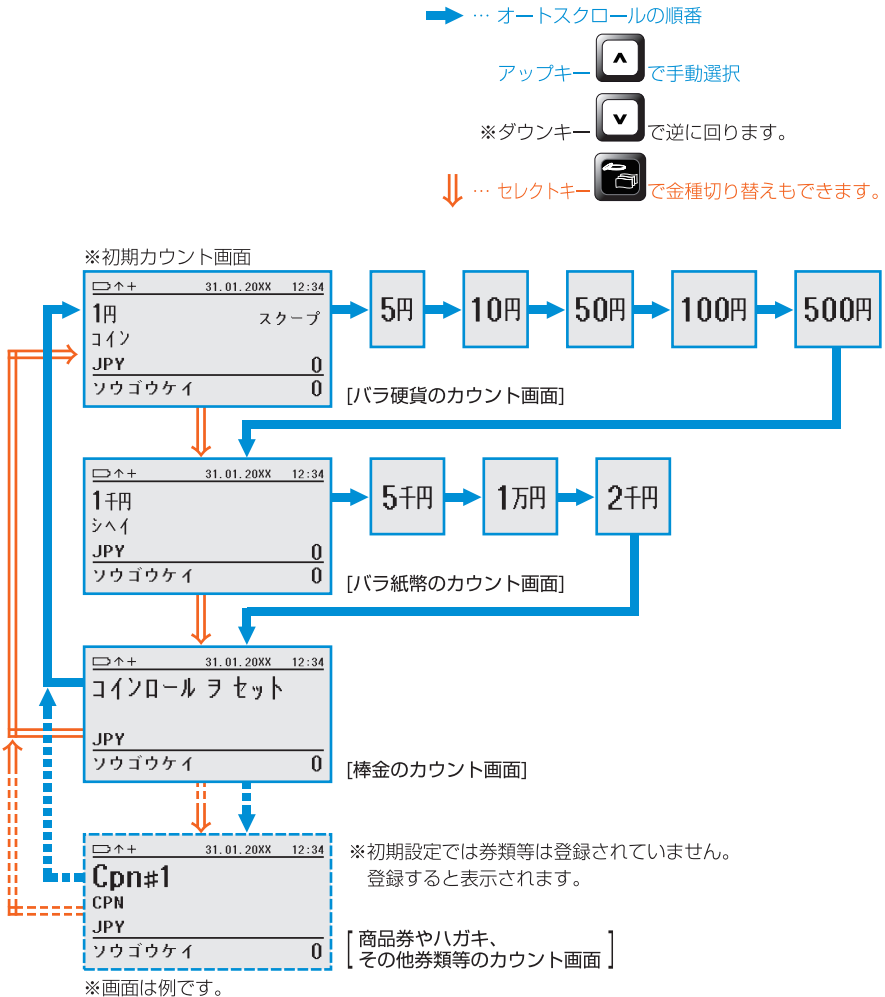 … オートスクロールの順番
アップキー で手動選択
※ダウンキー で逆に回ります。
… セレクトキー で金種切り替えもできます。
※初期カウント画面
31.01.20XX 12:34
1円
スクープ
コイン
JPY 0
ソウゴウケイ 0
5円
10円
50円
100円
500円
[バラ硬貨のカウント画面]
31.01.20XX 12:34
1千円
シヘイ
JPY 0
ソウゴウケイ 0
5千円
1万円
2千円
[バラ紙幣のカウント画面]
31.01.20XX 12:34
コインロール ヲ セット
JPY
ソウゴウケイ 0
[棒金のカウント画面]
31.01.20XX 12:34
Cpn#1
CPN
JPY
ソウゴウケイ 0
※初期設定では券類等は登録されていません。
登録すると表示されます。
[商品券やハガキ、
その他券類等のカウント画面]
※画面は例です。